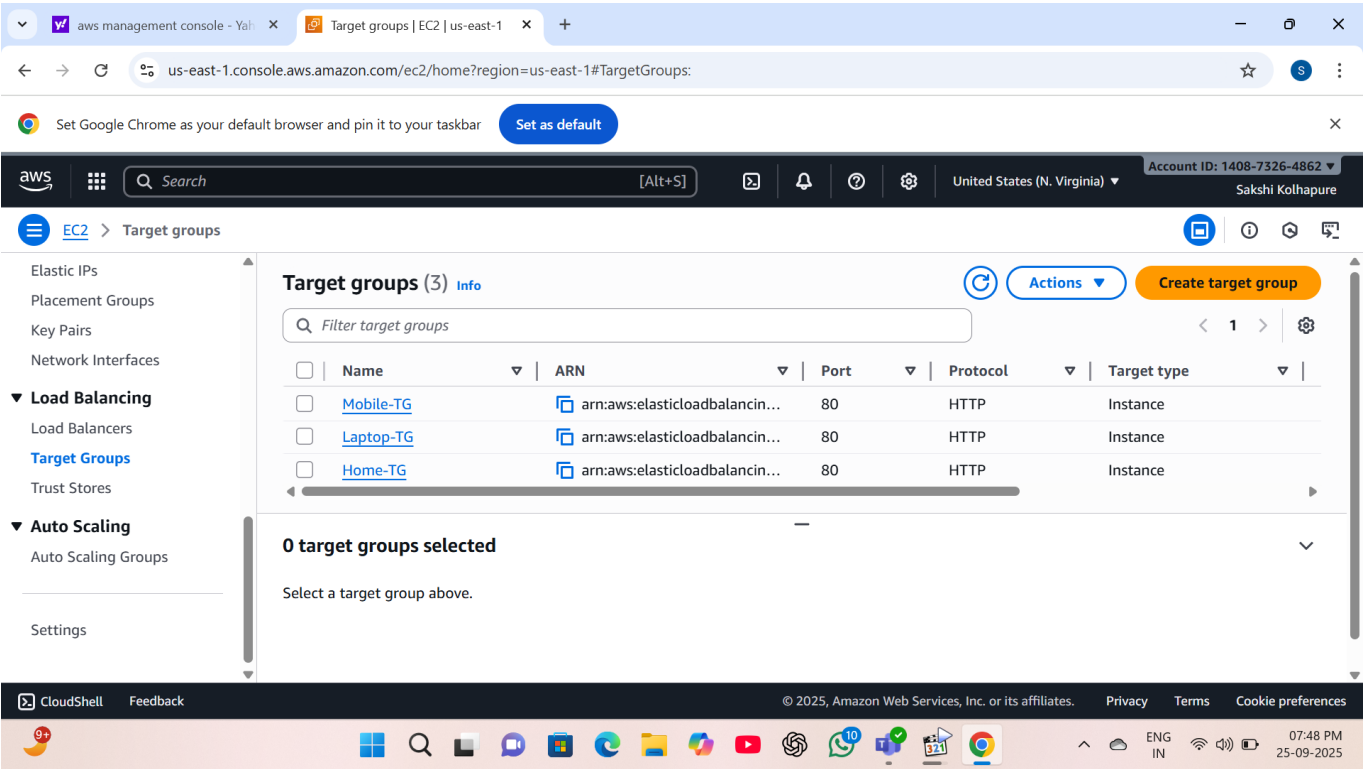 aws management console - Yah
Target groups | EC2 | us-east-1
us-east-1.console.aws.amazon.com/ec2/home?region=us-east-1#TargetGroups:
S
Set Google Chrome as your default browser and pin it to your taskbar
Set as default
aws
Search
[Alt+S]
United States (N. Virginia)
Account ID: 1408-7326-4862
Sakshi Kolhapure
EC2
Target groups
Elastic IPs
Placement Groups
Key Pairs
Network Interfaces
Load Balancing
Load Balancers
Target Groups
Trust Stores
Auto Scaling
Auto Scaling Groups
Settings
Target groups (3) Info
Actions
Create target group
Filter target groups
1
Name ARN Port Protocol Target type
Mobile-TG arn:aws:elasticloadbalancin... 80 HTTP Instance
Laptop-TG arn:aws:elasticloadbalancin... 80 HTTP Instance
Home-TG arn:aws:elasticloadbalancin... 80 HTTP Instance
0 target groups selected
Select a target group above.
CloudShell Feedback © 2025, Amazon Web Services, Inc. or its affiliates. Privacy Terms Cookie preferences
9+
10
321
ENG
IN
07:48 PM
25-09-2025